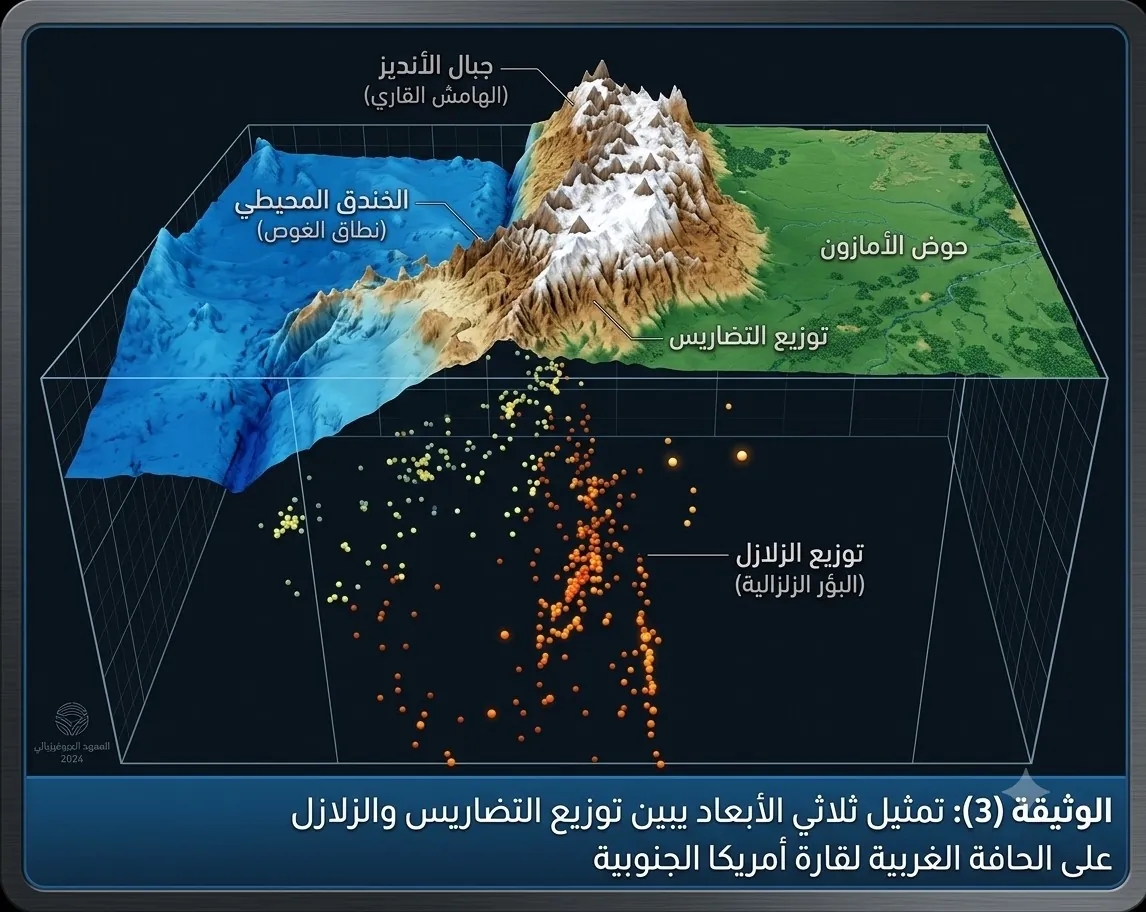 جبال الأنديز
(الهامش القاري)
الخندق المحيطي
(نطاق الغوص)
حوض الأمازون
توزيع التضاريس
توزيع الزلازل
(البؤر الزلزالية)
2024
الوثيقة (3): تمثيل ثلاثي الأبعاد يبين توزيع التضاريس والزلازل
على الحافة الغربية لقارة أمريكا الجنوبية